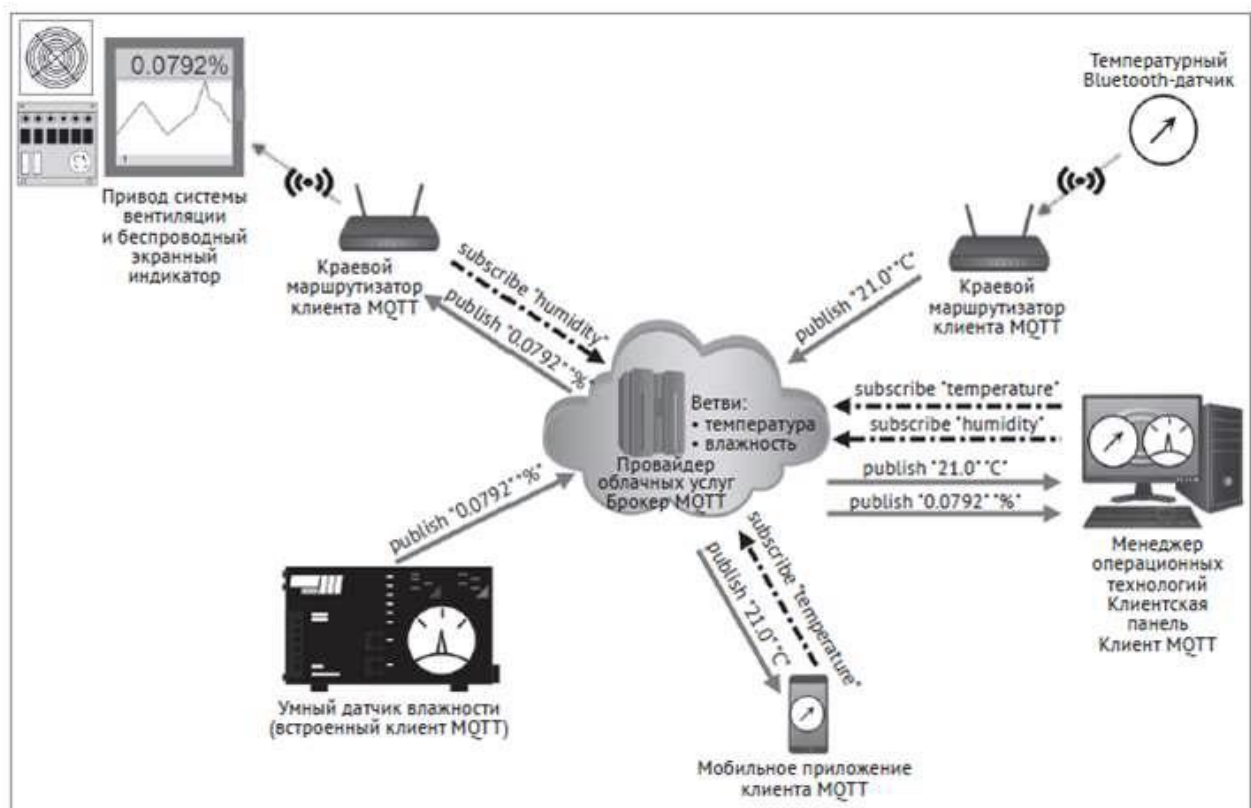 0.0792%
1
Привод системы
вентиляции
и беспроводный
экранный
индикатор
Краевой
маршрутизатор
клиента MQTT
subscribe "humidity"
publish "0.0792" "%"
Температурный
Bluetooth-датчик
Краевой
маршрутизатор
клиента MQTT
publish "21.0" "C"
Ветви:
• температура
• влажность
Провайдер
облачных услуг
Брокер MQTT
subscribe "temperature"
subscribe "humidity"
publish "21.0" "C"
publish "0.0792" "%"
Менеджер
операционных
технологий
Клиентская
панель
Клиент MQTT
publish "0.0792" "%"
Умный датчик влажности
(встроенный клиент MQTT)
subscribe "temperature"
publish "21.0" "C"
Мобильное приложение
клиента MQTT